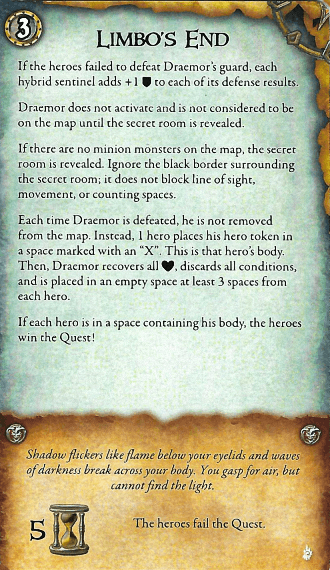 3
LIMBO'S END
If the heroes failed to defeat Draemor's guard, each
hybrid sentinel adds +1 to each of its defense results.
Draemor does not activate and is not considered to be
on the map until the secret room is revealed.
If there are no minion monsters on the map, the secret
room is revealed. Ignore the black border surrounding
the secret room; it does not block line of sight,
movement, or counting spaces.
Each time Draemor is defeated, he is not removed
from the map. Instead, 1 hero places his hero token in
a space marked with an “X”. This is that hero's body.
Then, Draemor recovers all ♥, discards all conditions,
and is placed in an empty space at least 3 spaces from
each hero.
If each hero is in a space containing his body, the heroes
win the Quest!
Shadow flickers like flame below your eyelids and waves
of darkness break across your body. You gasp for air, but
cannot find the light.
5
The heroes fail the Quest.